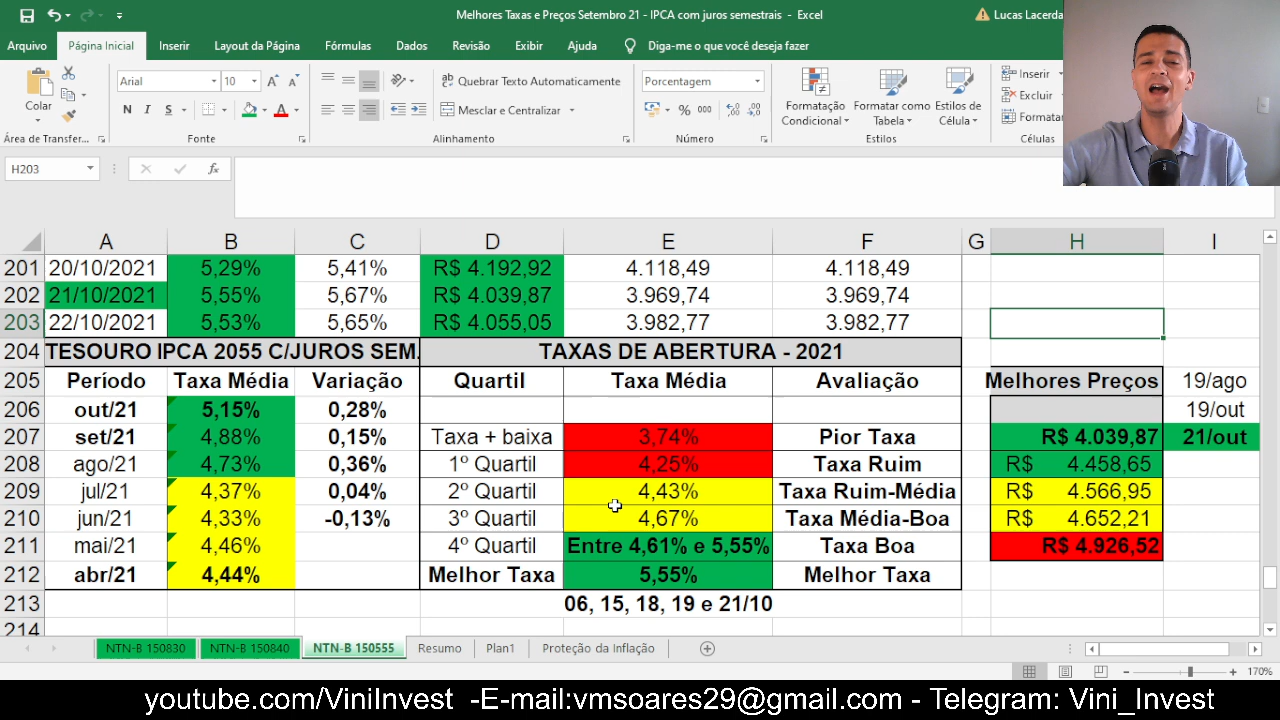 Melhores Taxas e Preços Setembro 21 - IPCA com juros semestrais - Excel
Lucas Lacerda
Arquivo Página Inicial Inserir Layout da Página Fórmulas Dados Revisão Exibir Ajuda Diga-me o que você deseja fazer
Colar
Área de Transfer...
Arial 10
N I S
Fonte
Quebrar Texto Automaticamente
Mesclar e Centralizar
Alinhamento
Porcentagem
% 000
Número
Formatação Condicional
Formatar como Tabela
Estilos de Célula
Estilos
Inserir
Excluir
Formatar
Células
H203 fx
A B C D E F G H I
201 20/10/2021 5,29% 5,41% R$ 4.192,92 4.118,49 4.118,49
202 21/10/2021 5,55% 5,67% R$ 4.039,87 3.969,74 3.969,74
203 22/10/2021 5,53% 5,65% R$ 4.055,05 3.982,77 3.982,77
204 TESOURO IPCA 2055 C/JUROS SEM. TAXAS DE ABERTURA - 2021
205 Período Taxa Média Variação Quartil Taxa Média Avaliação Melhores Preços 19/ago
206 out/21 5,15% 0,28% 19/out
207 set/21 4,88% 0,15% Taxa + baixa 3,74% Pior Taxa R$ 4.039,87 21/out
208 ago/21 4,73% 0,36% 1º Quartil 4,25% Taxa Ruim R$ 4.458,65
209 jul/21 4,37% 0,04% 2º Quartil 4,43% Taxa Ruim-Média R$ 4.566,95
210 jun/21 4,33% -0,13% 3º Quartil 4,67% Taxa Média-Boa R$ 4.652,21
211 mai/21 4,46% 4º Quartil Entre 4,61% e 5,55% Taxa Boa R$ 4.926,52
212 abr/21 4,44% Melhor Taxa 5,55% Melhor Taxa
213 06, 15, 18, 19 e 21/10
214
NTN-B 150830 NTN-B 150840 NTN-B 150555 Resumo Plan1 Proteção da Inflação
170%
youtube.com/ViniInvest -E-mail:vmsoares29@gmail.com - Telegram: Vini_Invest